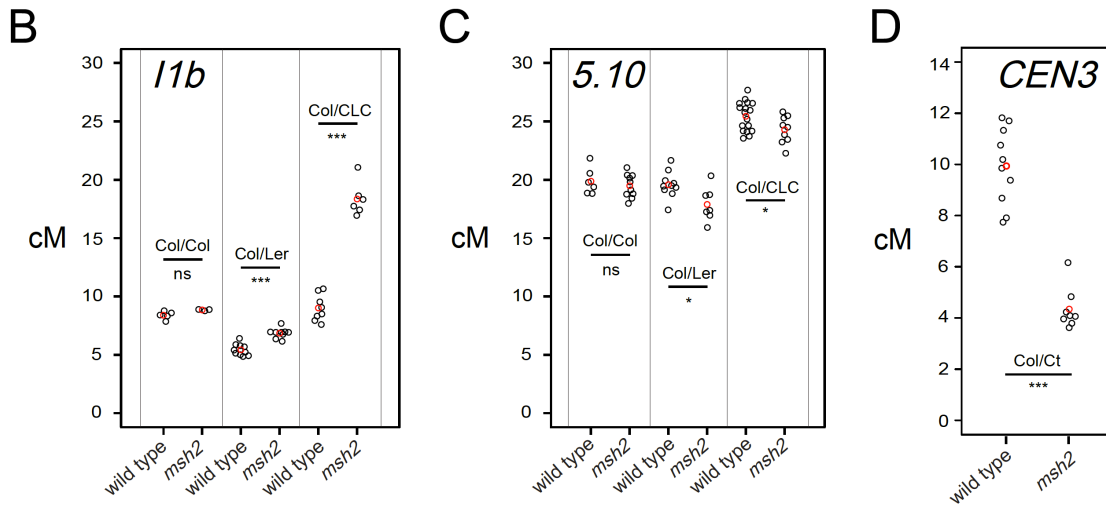 B
I1b
cM
30
25
20
15
10
5
0
Col/Col
ns
Col/Ler
***
Col/CLC
***
wild type
msh2
wild type
msh2
wild type
msh2
C
5.10
cM
30
25
20
15
10
5
0
Col/Col
ns
Col/Ler
*
Col/CLC
*
wild type
msh2
wild type
msh2
wild type
msh2
D
CEN3
cM
14
12
10
8
6
4
2
0
Col/Ct
***
wild type
msh2